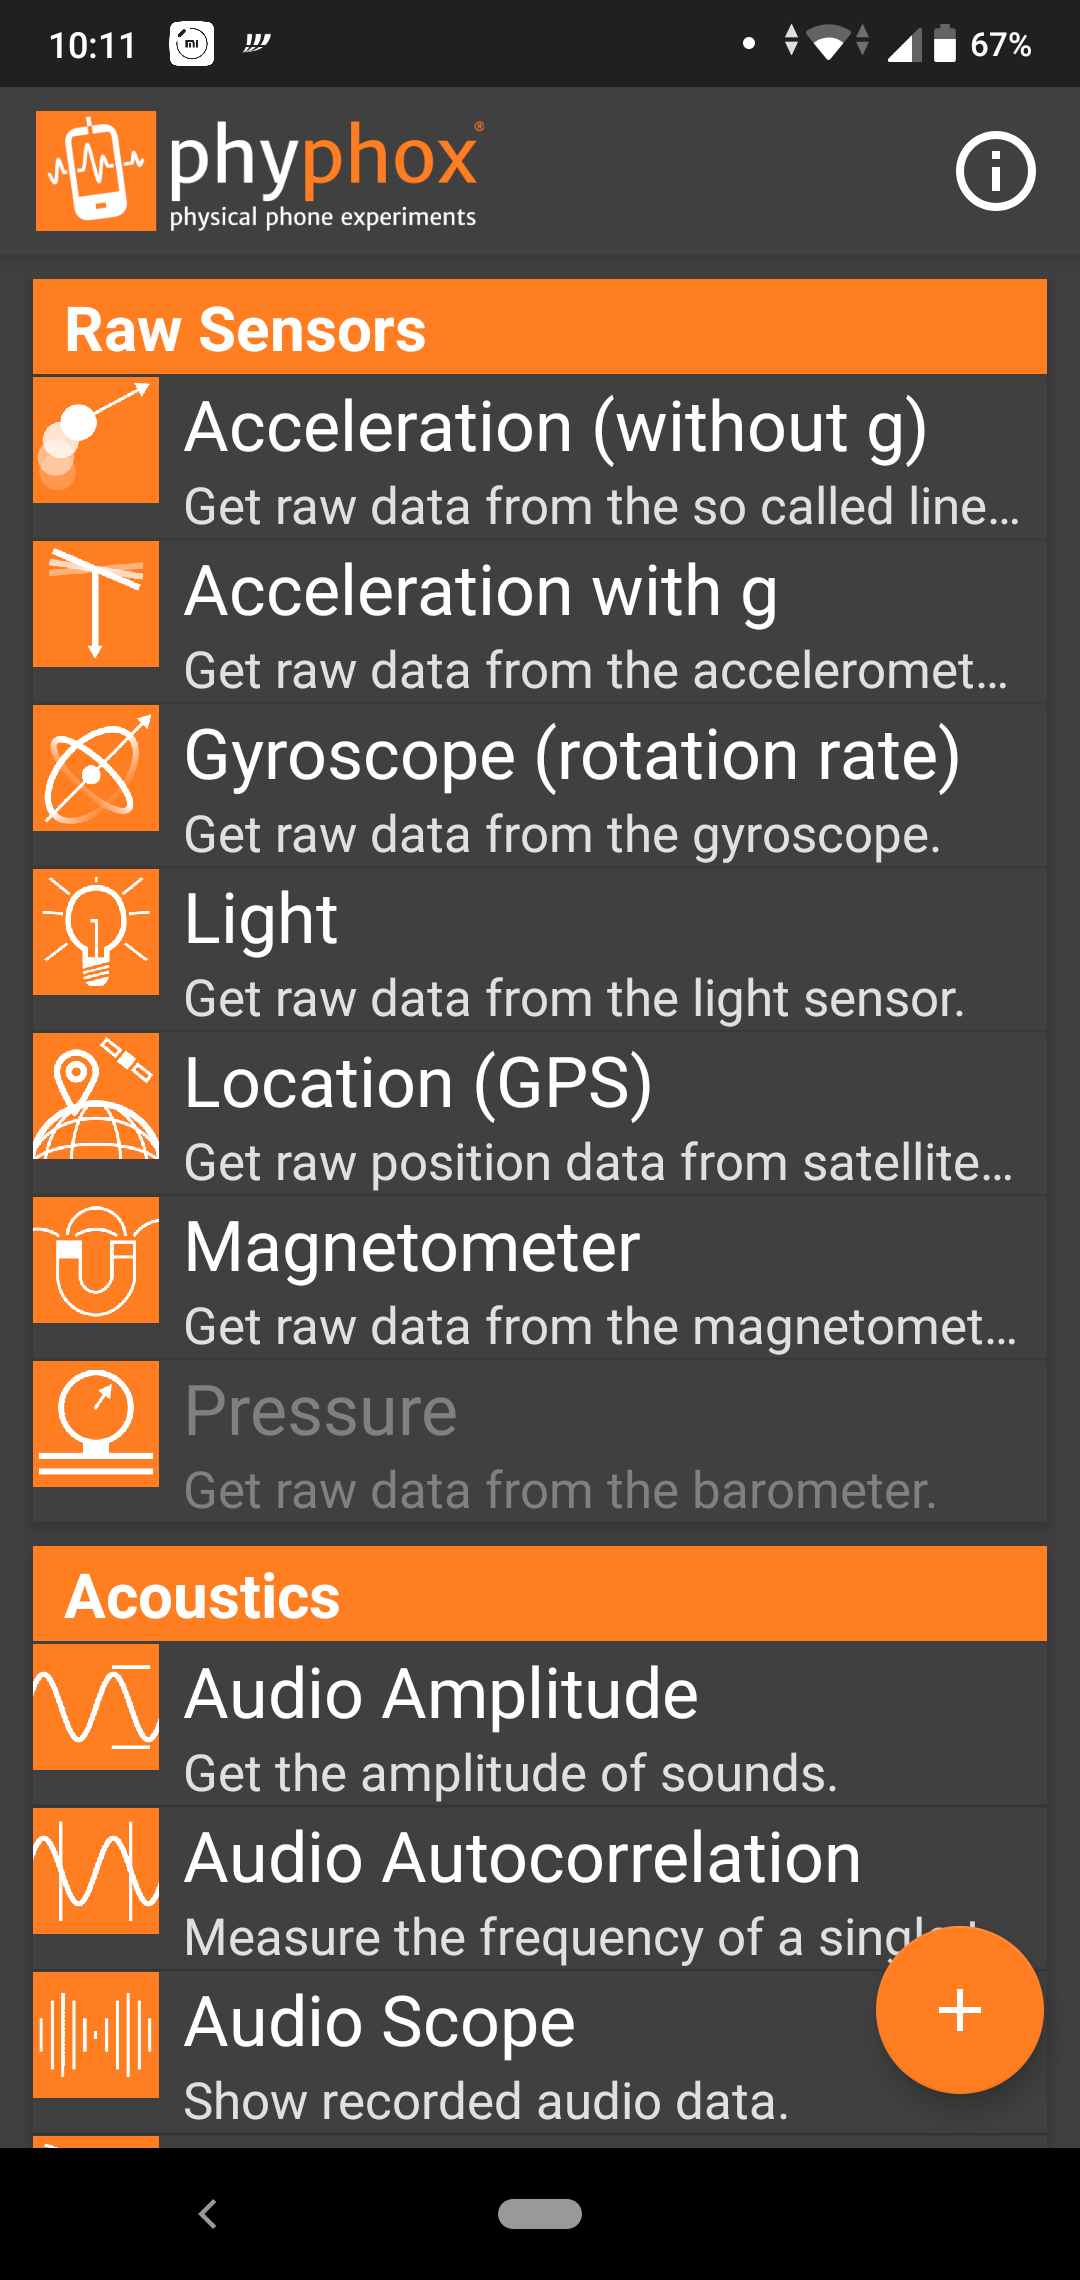 10:11
mi
67%
phyphox®
physical phone experiments
Raw Sensors
Acceleration (without g)
Get raw data from the so called line…
Acceleration with g
Get raw data from the acceleromet…
Gyroscope (rotation rate)
Get raw data from the gyroscope.
Light
Get raw data from the light sensor.
Location (GPS)
Get raw position data from satellite…
Magnetometer
Get raw data from the magnetomet…
Pressure
Get raw data from the barometer.
Acoustics
Audio Amplitude
Get the amplitude of sounds.
Audio Autocorrelation
Measure the frequency of a single
Audio Scope
Show recorded audio data.